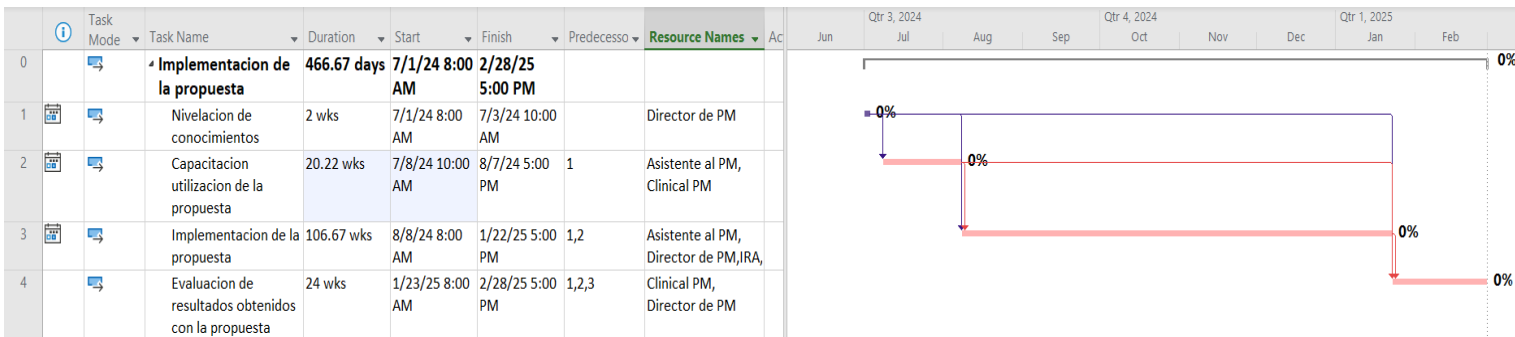 Qtr 3, 2024 Qtr 4, 2024 Qtr 1, 2025
Task Mode Task Name Duration Start Finish Predecesso Resource Names Ac Jun Jul Aug Sep Oct Nov Dec Jan Feb
0 Implementacion de 466.67 days 7/1/24 8:00 2/28/25 0%
la propuesta AM 5:00 PM
1 Nivelacion de 2 wks 7/1/24 8:00 7/3/24 10:00 Director de PM 0%
conocimientos AM AM
2 Capacitacion 20.22 wks 7/8/24 10:00 8/7/24 5:00 1 Asistente al PM, 0%
utilizacion de la AM PM Clinical PM
propuesta
3 Implementacion de la 106.67 wks 8/8/24 8:00 1/22/25 5:00 1,2 Asistente al PM, 0%
propuesta AM PM Director de PM,IRA,
4 Evaluacion de 24 wks 1/23/25 8:00 2/28/25 5:00 1,2,3 Clinical PM, 0%
resultados obtenidos AM PM Director de PM
con la propuesta